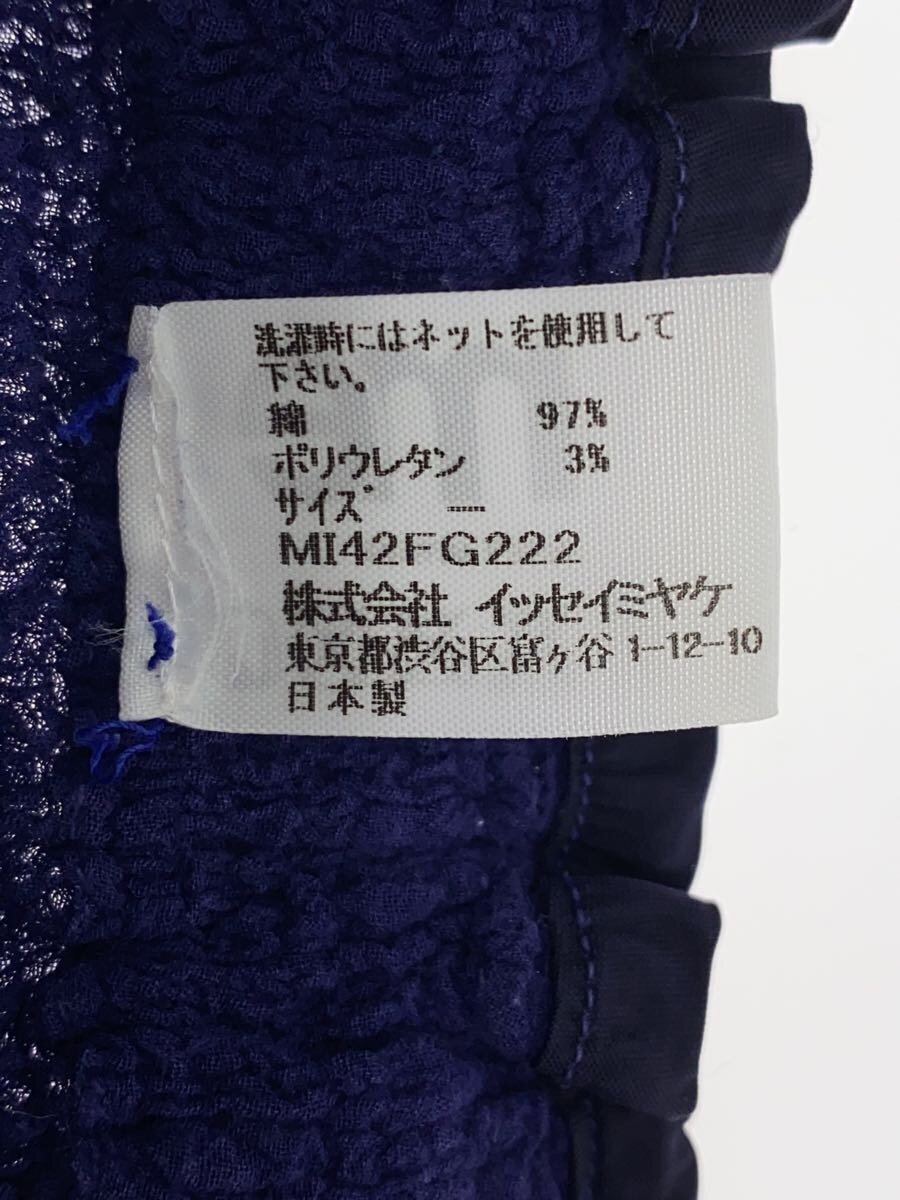 洗濯時にはネットを使用して
下さい。
綿 97%
ポリウレタン 3%
サイズ —
MI42FG222
株式会社 イッセイミヤケ
東京都渋谷区富ヶ谷 1-12-10
日本製